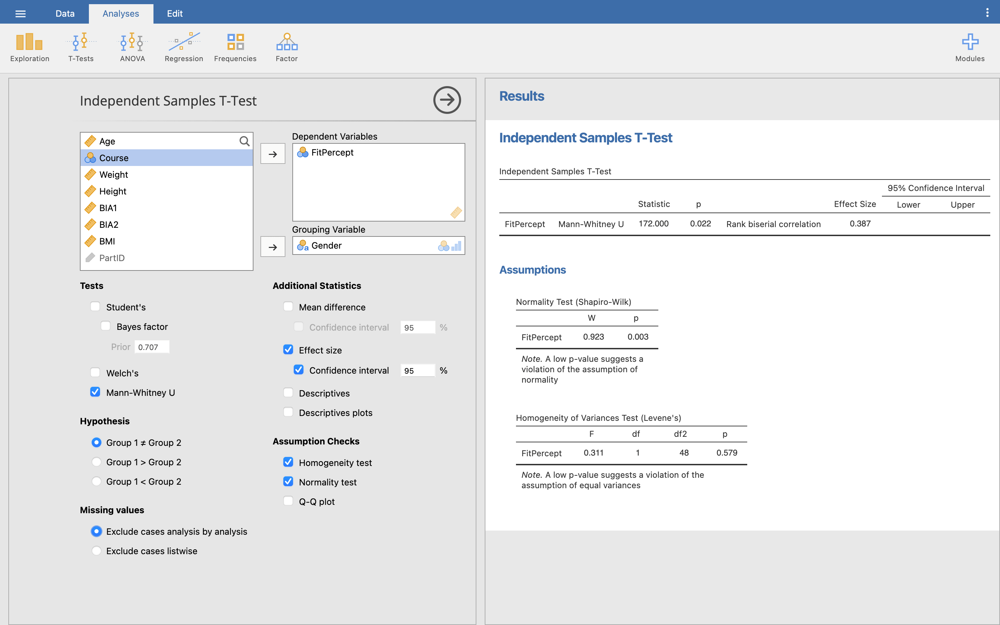 Data Analyses Edit
Exploration T-Tests ANOVA Regression Frequencies Factor Modules
Independent Samples T-Test
Age
Course
Weight
Height
BIA1
BIA2
BMI
PartID
Dependent Variables
FitPercept
Grouping Variable
a Gender
Tests
Student's
Bayes factor
Prior 0.707
Welch's
Mann-Whitney U
Hypothesis
Group 1 ≠ Group 2
Group 1 > Group 2
Group 1 < Group 2
Missing values
Exclude cases analysis by analysis
Exclude cases listwise
Additional Statistics
Mean difference
Confidence interval 95 %
Effect size
Confidence interval 95 %
Descriptives
Descriptives plots
Assumption Checks
Homogeneity test
Normality test
Q-Q plot
Results
Independent Samples T-Test
Independent Samples T-Test
95% Confidence Interval
Statistic p Effect Size Lower Upper
FitPercept Mann-Whitney U 172.000 0.022 Rank biserial correlation 0.387
Assumptions
Normality Test (Shapiro-Wilk)
W p
FitPercept 0.923 0.003
Note. A low p-value suggests a
violation of the assumption of
normality
Homogeneity of Variances Test (Levene's)
F df df2 p
FitPercept 0.311 1 48 0.579
Note. A low p-value suggests a violation of the
assumption of equal variances